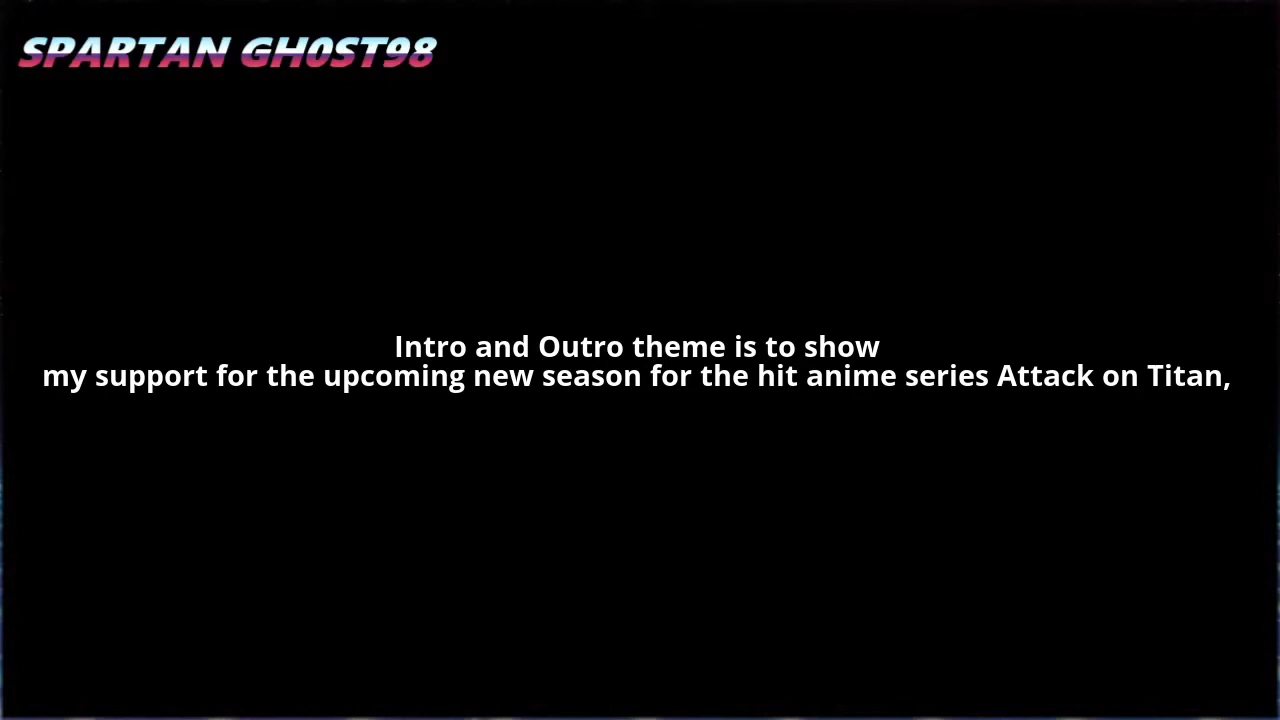 SPARTAN GH0ST98
Intro and Outro theme is to show
my support for the upcoming new season for the hit anime series Attack on Titan,